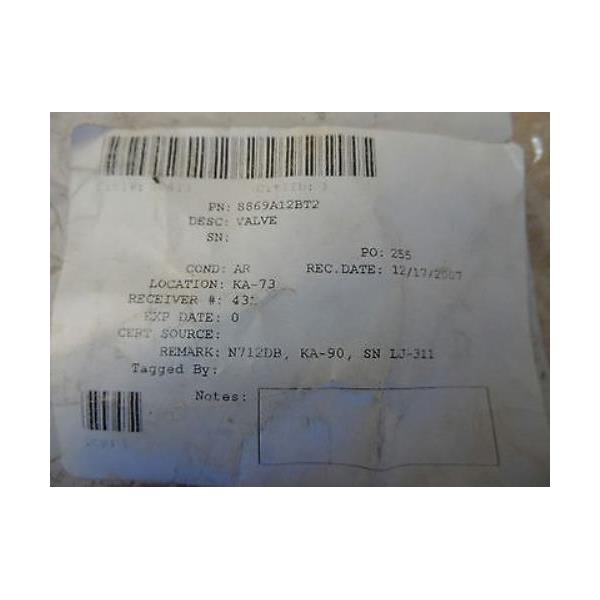 PN: 8869A12BT2
DESC: VALVE
SN:
PO: 255
COND: AR REC.DATE: 12/17/2007
LOCATION: KA-73
RECEIVER #: 431
EXP DATE: 0
CERT SOURCE:
REMARK: N712DB, KA-90, SN LJ-311
Tagged By:
Notes: